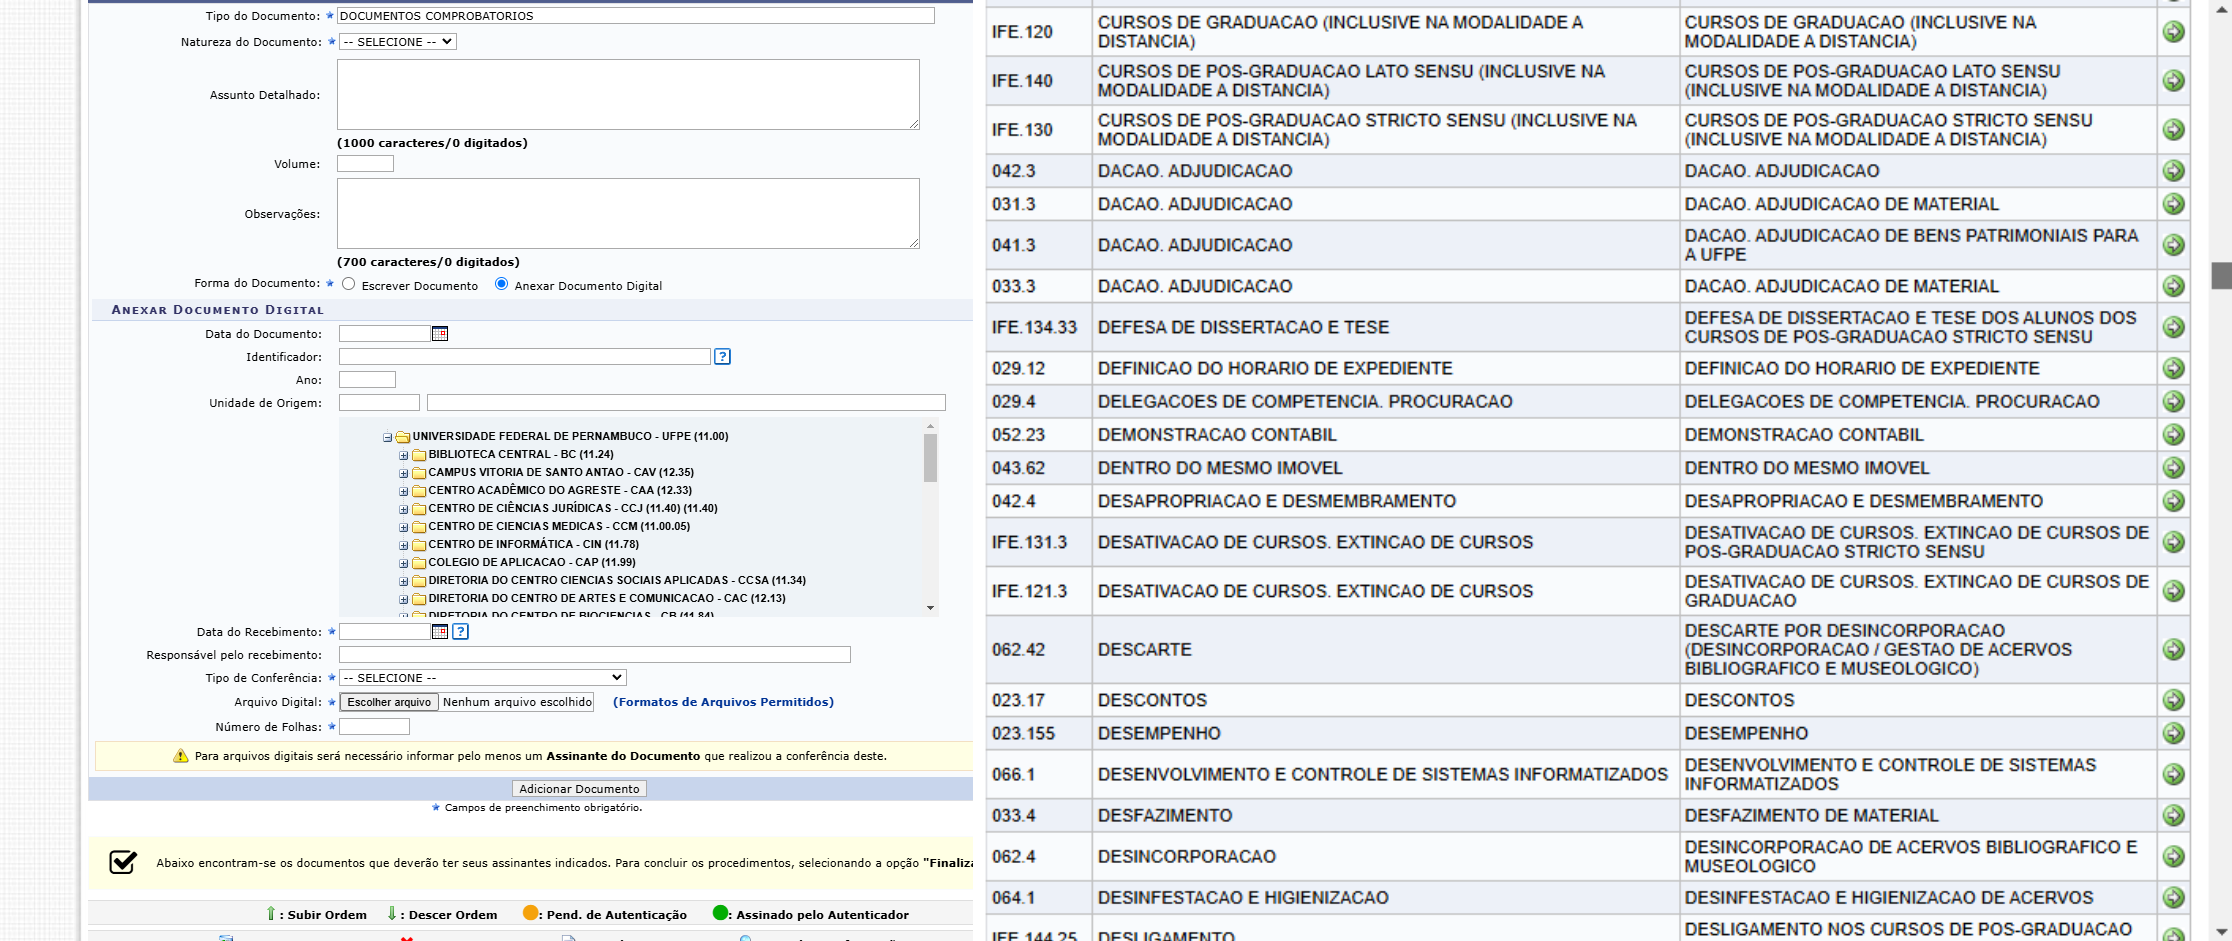 Tipo do Documento: DOCUMENTOS COMPROBATORIOS
Natureza do Documento: -- SELECIONE --
Assunto Detalhado:
(1000 caracteres/0 digitados)
Volume:
Observações:
(700 caracteres/0 digitados)
Forma do Documento: Escrever Documento Anexar Documento Digital
ANEXAR DOCUMENTO DIGITAL
Data do Documento:
Identificador: ?
Ano:
Unidade de Origem:
UNIVERSIDADE FEDERAL DE PERNAMBUCO - UFPE (11.00)
BIBLIOTECA CENTRAL - BC (11.24)
CAMPUS VITORIA DE SANTO ANTAO - CAV (12.35)
CENTRO ACADÊMICO DO AGRESTE - CAA (12.33)
CENTRO DE CIÊNCIAS JURÍDICAS - CCJ (11.40) (11.40)
CENTRO DE CIENCIAS MEDICAS - CCM (11.00.05)
CENTRO DE INFORMÁTICA - CIN (11.78)
COLEGIO DE APLICACAO - CAP (11.99)
DIRETORIA DO CENTRO CIENCIAS SOCIAIS APLICADAS - CCSA (11.34)
DIRETORIA DO CENTRO DE ARTES E COMUNICACAO - CAC (12.13)
DIRETORIA DO CENTRO DE BIOCIENCIAS - CB (11.84)
Data do Recebimento: ?
Responsável pelo recebimento:
Tipo de Conferência: -- SELECIONE --
Arquivo Digital: Escolher arquivo Nenhum arquivo escolhido (Formatos de Arquivos Permitidos)
Número de Folhas:
Para arquivos digitais será necessário informar pelo menos um Assinante do Documento que realizou a conferência deste.
Adicionar Documento
Campos de preenchimento obrigatório.
Abaixo encontram-se os documentos que deverão ter seus assinantes indicados. Para concluir os procedimentos, selecionando a opção "Finaliza
: Subir Ordem : Descer Ordem : Pend. de Autenticação : Assinado pelo Autenticador
IFE.120 CURSOS DE GRADUACAO (INCLUSIVE NA MODALIDADE A DISTANCIA) CURSOS DE GRADUACAO (INCLUSIVE NA MODALIDADE A DISTANCIA)
IFE.140 CURSOS DE POS-GRADUACAO LATO SENSU (INCLUSIVE NA MODALIDADE A DISTANCIA) CURSOS DE POS-GRADUACAO LATO SENSU (INCLUSIVE NA MODALIDADE A DISTANCIA)
IFE.130 CURSOS DE POS-GRADUACAO STRICTO SENSU (INCLUSIVE NA MODALIDADE A DISTANCIA) CURSOS DE POS-GRADUACAO STRICTO SENSU (INCLUSIVE NA MODALIDADE A DISTANCIA)
042.3 DACAO. ADJUDICACAO DACAO. ADJUDICACAO
031.3 DACAO. ADJUDICACAO DACAO. ADJUDICACAO DE MATERIAL
041.3 DACAO. ADJUDICACAO DACAO. ADJUDICACAO DE BENS PATRIMONIAIS PARA A UFPE
033.3 DACAO. ADJUDICACAO DACAO. ADJUDICACAO DE MATERIAL
IFE.134.33 DEFESA DE DISSERTACAO E TESE DEFESA DE DISSERTACAO E TESE DOS ALUNOS DOS CURSOS DE POS-GRADUACAO STRICTO SENSU
029.12 DEFINICAO DO HORARIO DE EXPEDIENTE DEFINICAO DO HORARIO DE EXPEDIENTE
029.4 DELEGACOES DE COMPETENCIA. PROCURACAO DELEGACOES DE COMPETENCIA. PROCURACAO
052.23 DEMONSTRACAO CONTABIL DEMONSTRACAO CONTABIL
043.62 DENTRO DO MESMO IMOVEL DENTRO DO MESMO IMOVEL
042.4 DESAPROPRIACAO E DESMEMBRAMENTO DESAPROPRIACAO E DESMEMBRAMENTO
IFE.131.3 DESATIVACAO DE CURSOS. EXTINCAO DE CURSOS DESATIVACAO DE CURSOS. EXTINCAO DE CURSOS DE POS-GRADUACAO STRICTO SENSU
IFE.121.3 DESATIVACAO DE CURSOS. EXTINCAO DE CURSOS DESATIVACAO DE CURSOS. EXTINCAO DE CURSOS DE GRADUACAO
062.42 DESCARTE DESCARTE POR DESINCORPORACAO (DESINCORPORACAO / GESTAO DE ACERVOS BIBLIOGRAFICO E MUSEOLOGICO)
023.17 DESCONTOS DESCONTOS
023.155 DESEMPENHO DESEMPENHO
066.1 DESENVOLVIMENTO E CONTROLE DE SISTEMAS INFORMATIZADOS DESENVOLVIMENTO E CONTROLE DE SISTEMAS INFORMATIZADOS
033.4 DESFAZIMENTO DESFAZIMENTO DE MATERIAL
062.4 DESINCORPORACAO DESINCORPORACAO DE ACERVOS BIBLIOGRAFICO E MUSEOLOGICO
064.1 DESINFESTACAO E HIGIENIZACAO DESINFESTACAO E HIGIENIZACAO DE ACERVOS
IFE.144.25 DESLIGAMENTO DESLIGAMENTO NOS CURSOS DE POS-GRADUACAO